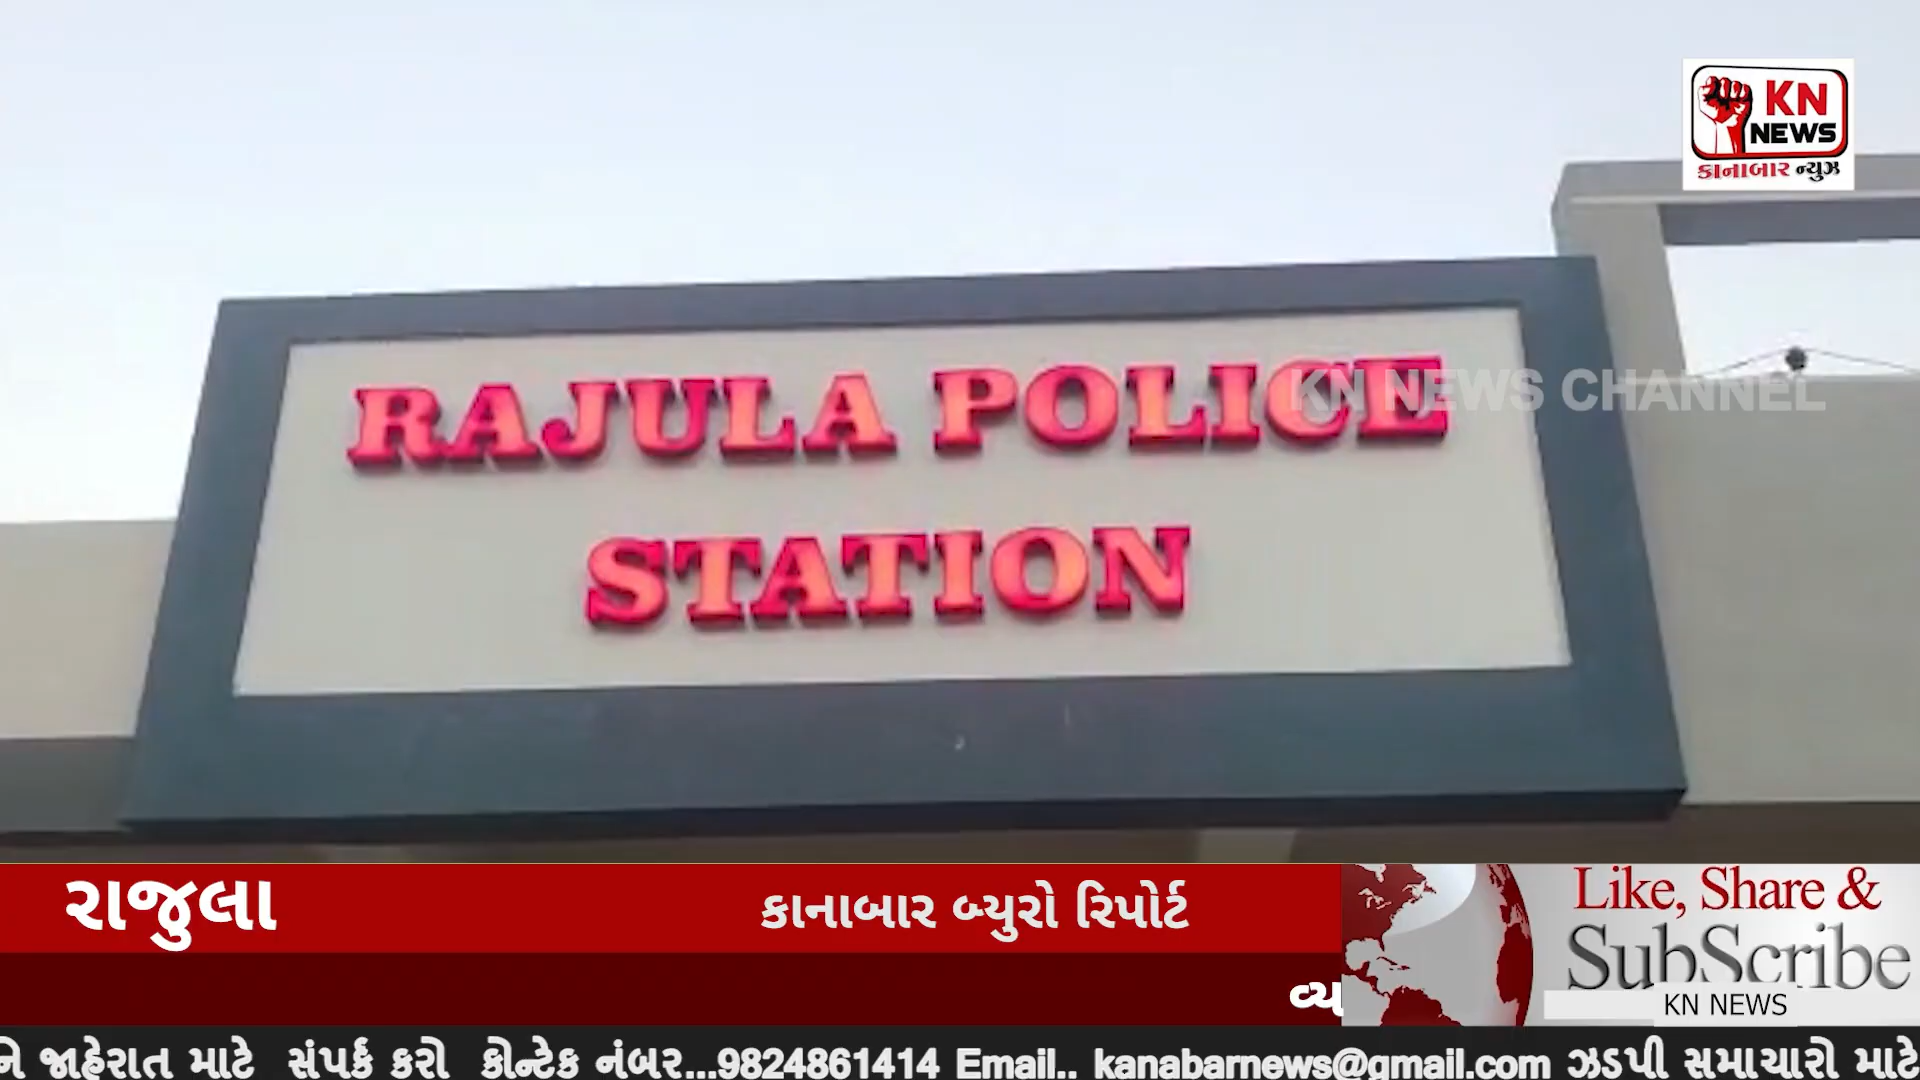 KN
NEWS
કાનાબાર ન્યુઝ
RAJULA POLICE
KN NEWS CHANNEL
STATION
Like, Share &
રાજુલા
કાનાબાર બ્યુરો રિપોર્ટ
SubScribe
વ્ય
KN NEWS
ને જાહેરાત માટે સંપર્ક કરો કોન્ટેક નંબર...9824861414 Email.. kanabarnews@gmail.com ઝડપી સમાચારો માટે